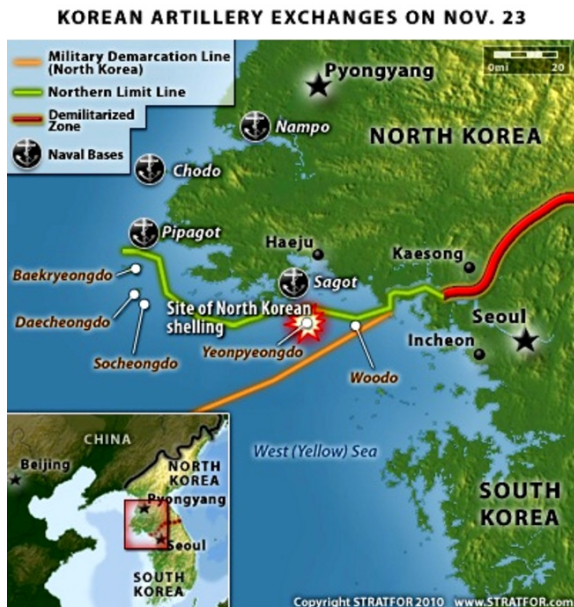 KOREAN ARTILLERY EXCHANGES ON NOV. 23
Military Demarcation Line
(North Korea)
Northern Limit Line
Demilitarized
Zone
Naval Bases
0mi 20
Pyongyang
Nampo
NORTH KOREA
Chodo
Pipagot
Haeju
Kaesong
Baekryeongdo
Sagot
Daecheongdo
Site of North Korean
shelling
Seoul
Socheongdo
Yeonpyeongdo
Incheon
Woodo
West (Yellow) Sea
CHINA
Beijing
NORTH
KOREA
Pyongyang
Seoul
SOUTH
KOREA
SOUTH
KOREA
Copyright STRATFOR 2010 www.STRATFOR.com